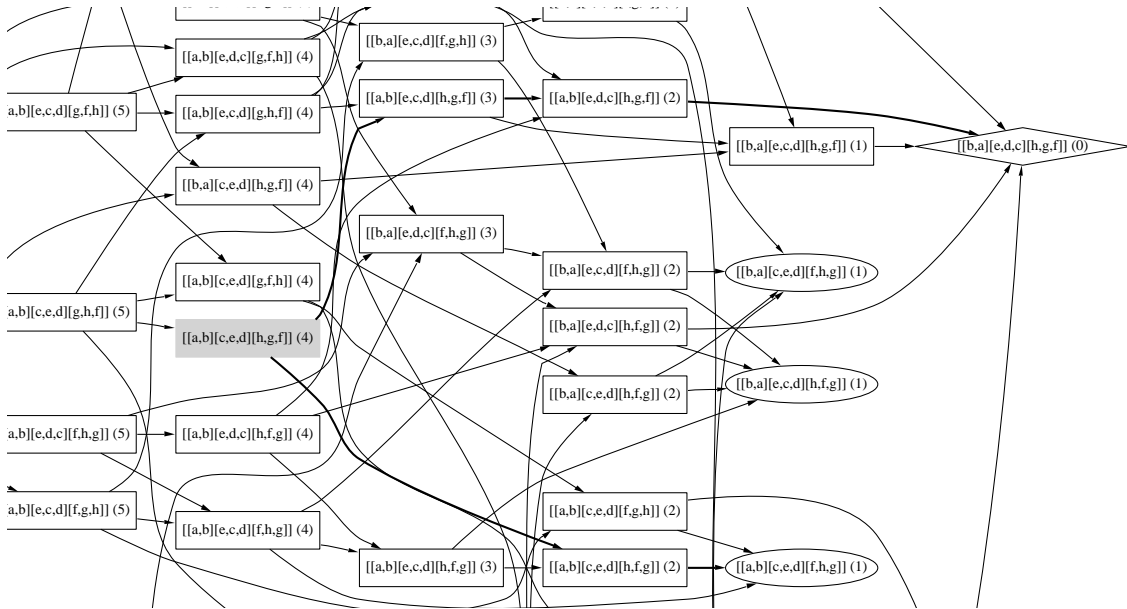 [[a,b][e,d,c][g,f,h]] (4)
[[b,a][e,c,d][f,g,h]] (3)
a,b][e,c,d][g,f,h]] (5)
[[a,b][e,c,d][g,h,f]] (4)
[[a,b][e,c,d][h,g,f]] (3)
[[a,b][e,d,c][h,g,f]] (2)
[[b,a][e,c,d][h,g,f]] (1)
[[b,a][e,d,c][h,g,f]] (0)
[[b,a][c,e,d][h,g,f]] (4)
[[b,a][e,d,c][f,h,g]] (3)
[[a,b][c,e,d][g,f,h]] (4)
[[b,a][e,c,d][f,h,g]] (2)
[[b,a][c,e,d][f,h,g]] (1)
a,b][c,e,d][g,h,f]] (5)
[[a,b][c,e,d][h,g,f]] (4)
[[b,a][e,d,c][h,f,g]] (2)
[[b,a][c,e,d][h,f,g]] (2)
[[b,a][e,c,d][h,f,g]] (1)
a,b][e,d,c][f,h,g]] (5)
[[a,b][e,d,c][h,f,g]] (4)
a,b][e,c,d][f,g,h]] (5)
[[a,b][e,c,d][f,h,g]] (4)
[[a,b][c,e,d][f,g,h]] (2)
[[a,b][e,c,d][h,f,g]] (3)
[[a,b][c,e,d][h,f,g]] (2)
[[a,b][c,e,d][f,h,g]] (1)